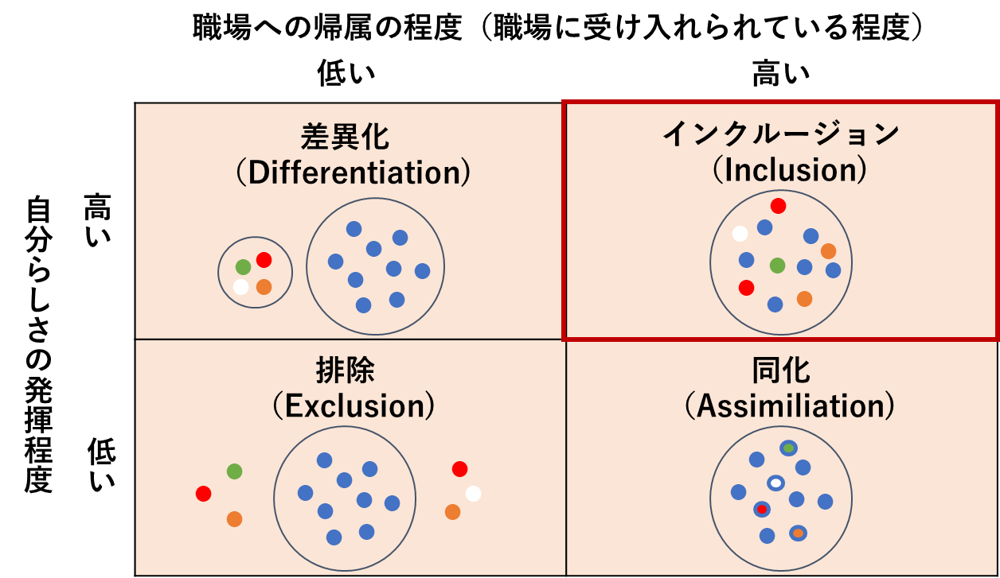 職場への帰属の程度（職場に受け入れられている程度）
低い
高い
自分らしさの発揮程度
高い
差異化
（Differentiation）
インクルージョン
（Inclusion）
低い
排除
（Exclusion）
同化
（Assimiliation）